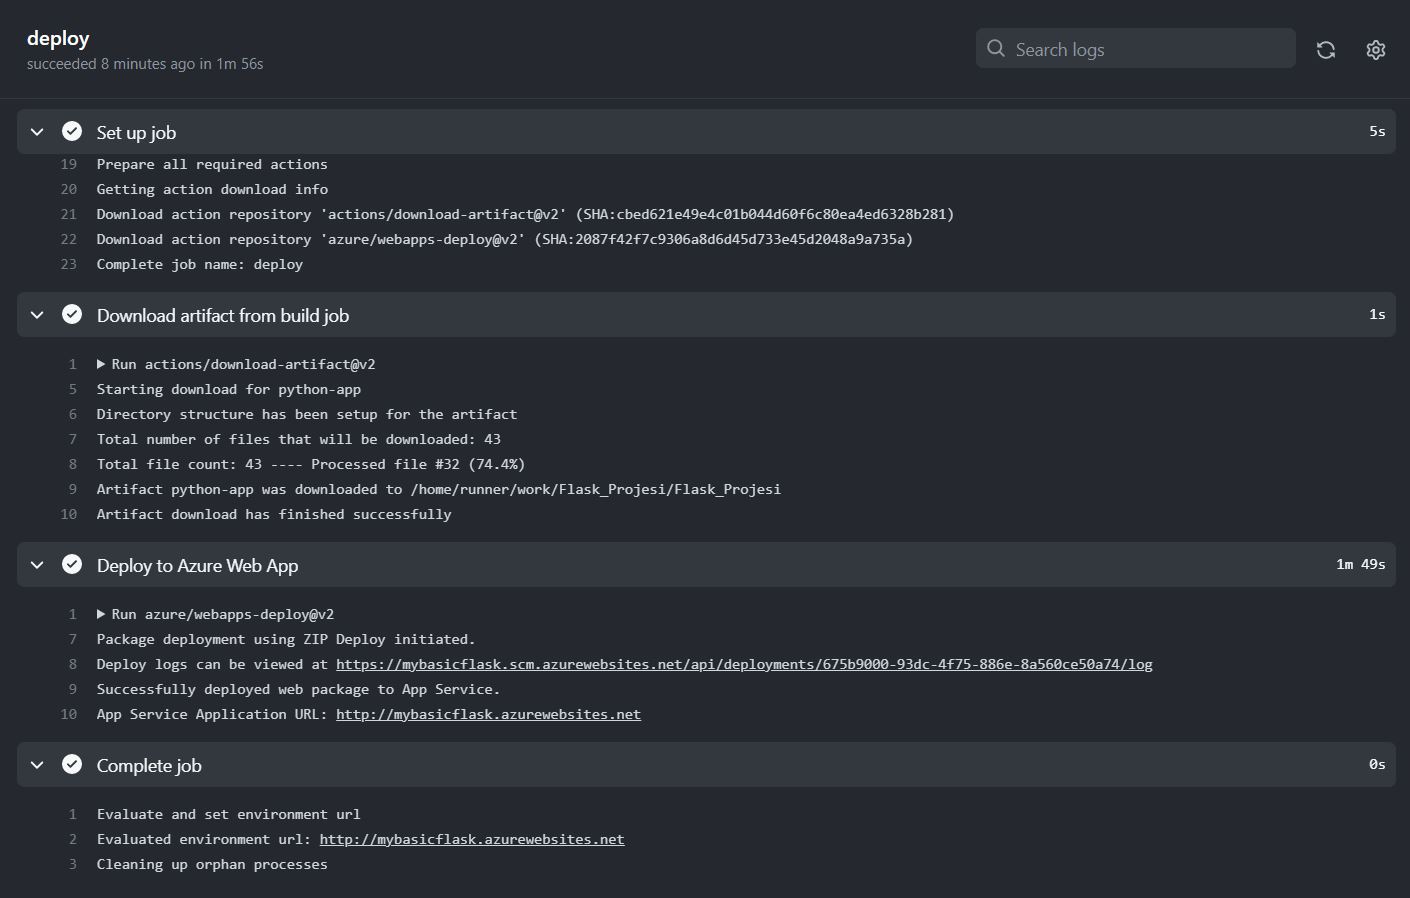 deploy
succeeded 8 minutes ago in 1m 56s
Search logs
Set up job 5s
19 Prepare all required actions
20 Getting action download info
21 Download action repository 'actions/download-artifact@v2' (SHA:cbed621e49e4c01b044d60f6c80ea4ed6328b281)
22 Download action repository 'azure/webapps-deploy@v2' (SHA:2087f42f7c9306a8d6d45d733e45d2048a9a735a)
23 Complete job name: deploy
Download artifact from build job 1s
1 Run actions/download-artifact@v2
5 Starting download for python-app
6 Directory structure has been setup for the artifact
7 Total number of files that will be downloaded: 43
8 Total file count: 43 ---- Processed file #32 (74.4%)
9 Artifact python-app was downloaded to /home/runner/work/Flask_Projesi/Flask_Projesi
10 Artifact download has finished successfully
Deploy to Azure Web App 1m 49s
1 Run azure/webapps-deploy@v2
7 Package deployment using ZIP Deploy initiated.
8 Deploy logs can be viewed at https://mybasicflask.scm.azurewebsites.net/api/deployments/675b9000-93dc-4f75-886e-8a560ce50a74/log
9 Successfully deployed web package to App Service.
10 App Service Application URL: http://mybasicflask.azurewebsites.net
Complete job 0s
1 Evaluate and set environment url
2 Evaluated environment url: http://mybasicflask.azurewebsites.net
3 Cleaning up orphan processes